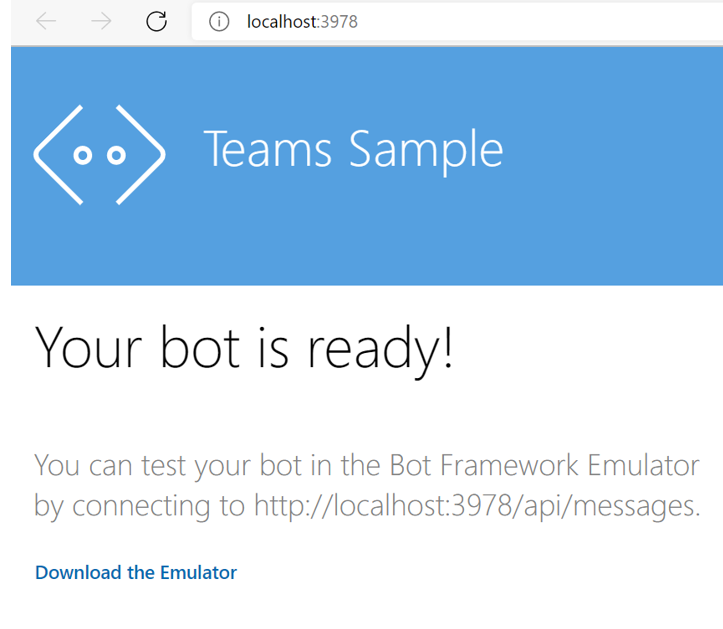 localhost:3978
Teams Sample
Your bot is ready!
You can test your bot in the Bot Framework Emulator
by connecting to http://localhost:3978/api/messages.
Download the Emulator